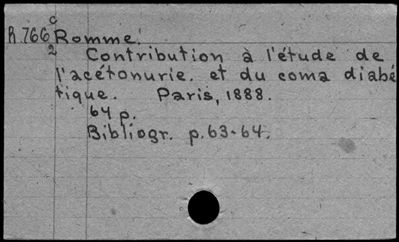 c
R.766 Romme.
2 Contribution à l'étude de
l'acétonurie. et du coma diabé
tique. Paris, 1888.
64 p.
Bibliogr. p.63-64.